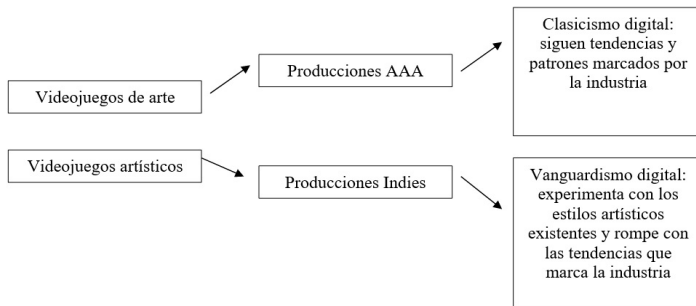 Videojuegos de arte
Producciones AAA
Clasicismo digital:
siguen tendencias y
patrones marcados por
la industria
Videojuegos artísticos
Producciones Indies
Vanguardismo digital:
experimenta con los
estilos artísticos
existentes y rompe con
las tendencias que
marca la industria